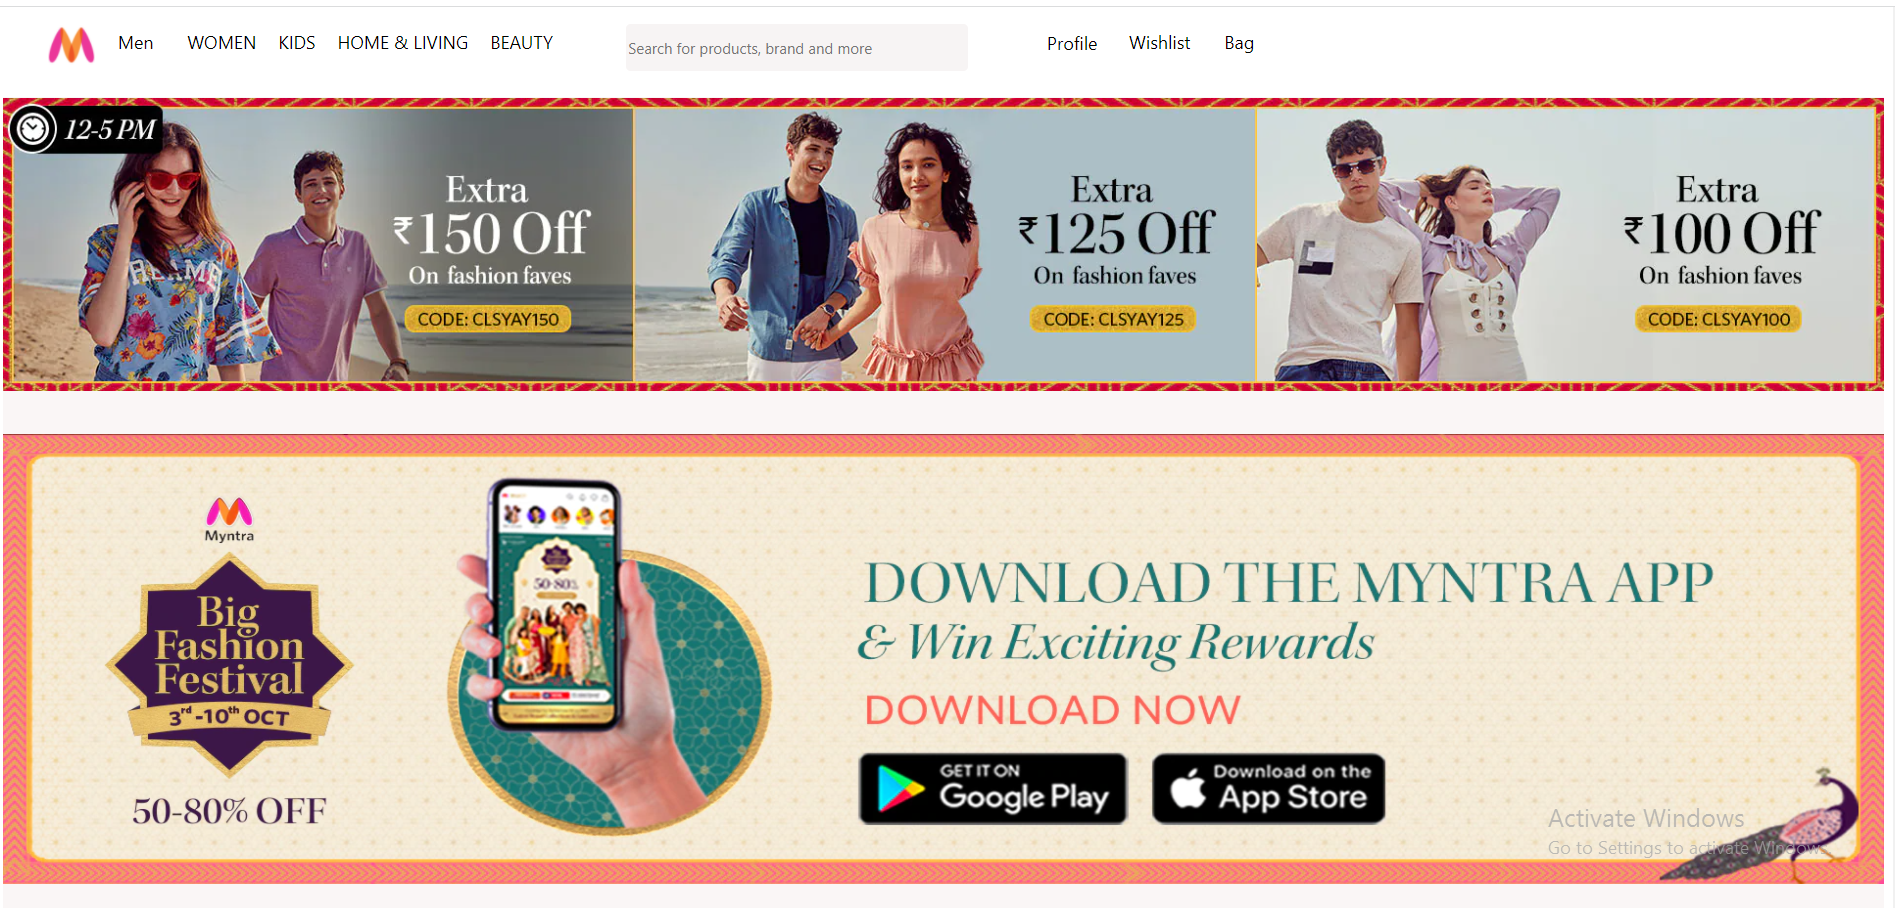 Men WOMEN KIDS HOME & LIVING BEAUTY Search for products, brand and more Profile Wishlist Bag
12-5 PM
Extra
₹150 Off
On fashion faves
CODE: CLSYAY150
Extra
₹125 Off
On fashion faves
CODE: CLSYAY125
Extra
₹100 Off
On fashion faves
CODE: CLSYAY100
Myntra
Big
Fashion
Festival
3rd-10th OCT
50-80% OFF
50-80%
DOWNLOAD THE MYNTRA APP
& Win Exciting Rewards
DOWNLOAD NOW
GET IT ON
Google Play
Download on the
App Store
Activate Windows
Go to Settings to activate Windows.